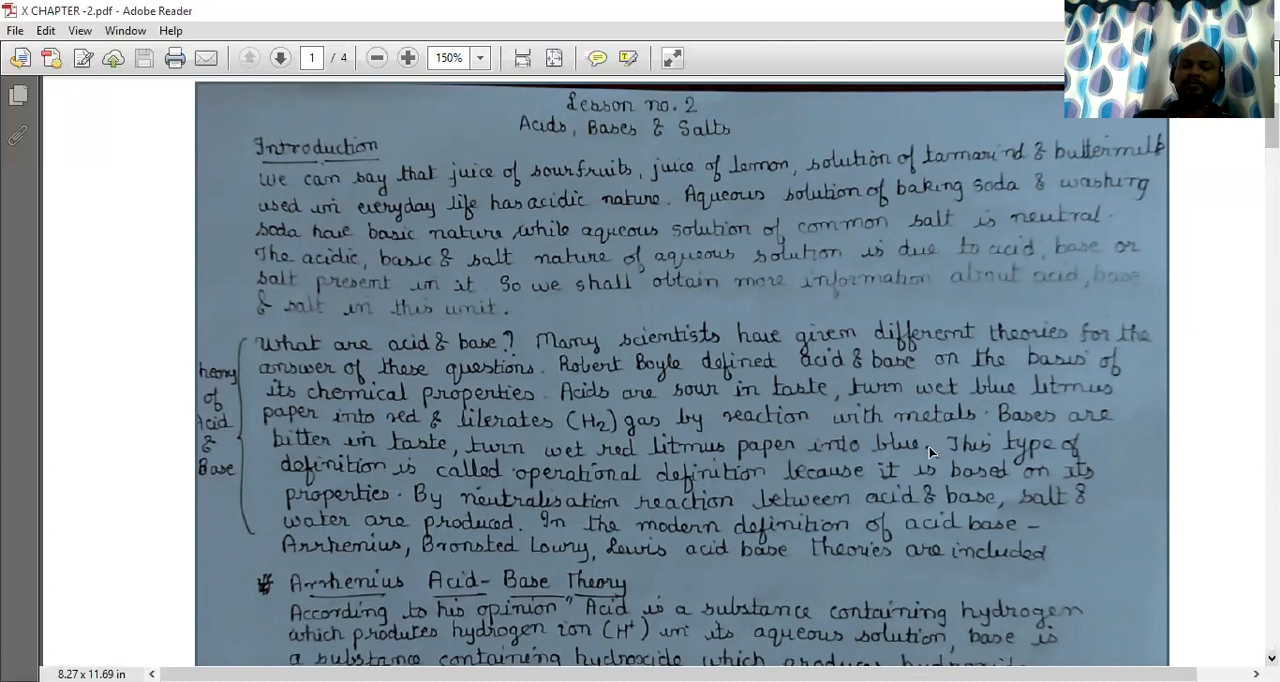 X CHAPTER -2.pdf - Adobe Reader
File Edit View Window Help
1 / 4 150%
Lesson no. 2
Acids, Bases & Salts
Introduction
We can say that juice of sour fruits, juice of lemon, solution of tamarind & buttermilk
used in everyday life has acidic nature. Aqueous solution of baking soda & washing
soda have basic nature while aqueous solution of common salt is neutral.
The acidic, basic & salt nature of aqueous solution is due to acid, base or
salt present in it. So we shall obtain more information about acid, base
& salt in this unit.
What are acid & base? Many scientists have given different theories for the
answer of these questions. Robert Boyle defined acid & base on the basis of
its chemical properties. Acids are sour in taste, turn wet blue litmus
paper into red & liberates (H2) gas by reaction with metals. Bases are
bitter in taste, turn wet red litmus paper into blue. This type of
definition is called operational definition because it is based on its
properties. By neutralisation reaction between acid & base, salt &
water are produced. In the modern definition of acid base -
Arrhenius, Bronsted Lowry, Lewis acid base theories are included
heory
of
Acid
&
Base
* Arrhenius Acid- Base Theory
According to his opinion "Acid is a substance containing hydrogen
which produces hydrogen ion (H+) in its aqueous solution, base is
a substance containing hydroxide which produces
8.27 x 11.69 in